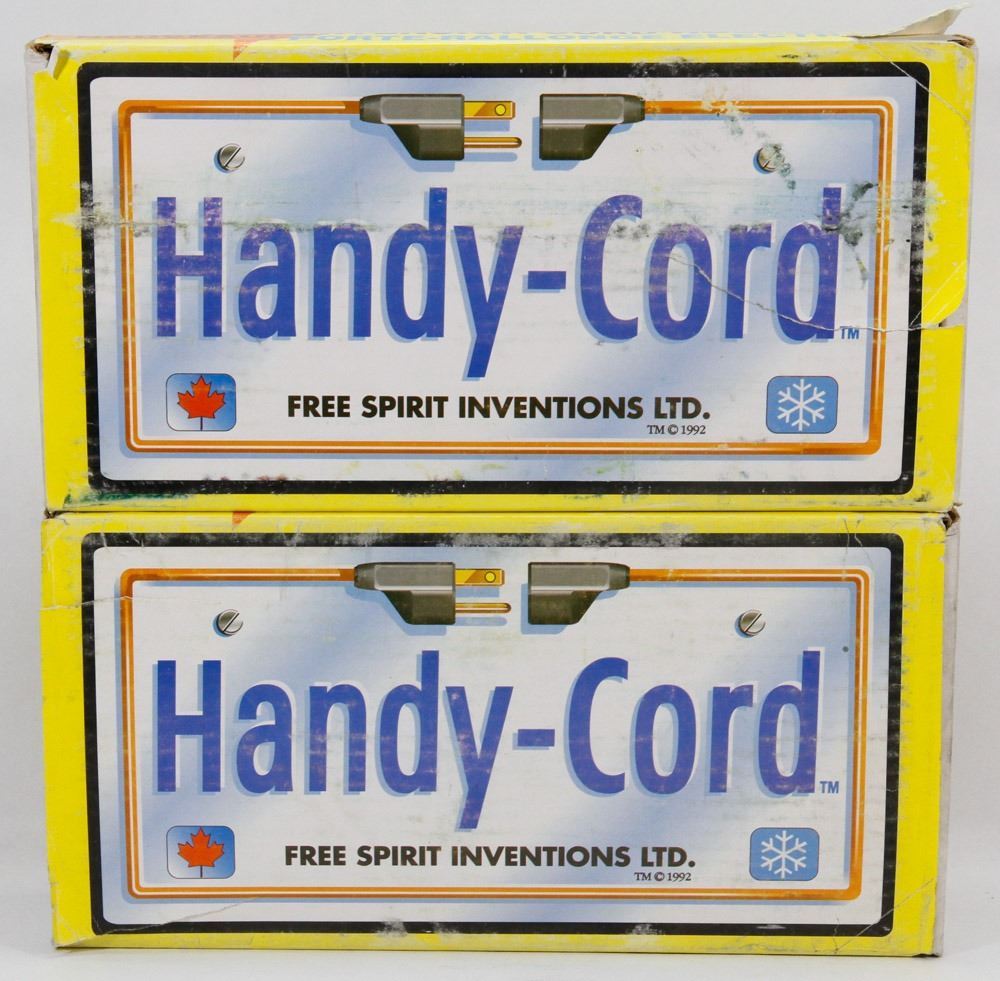 Handy-Cord™
FREE SPIRIT INVENTIONS LTD.
TM © 1992
Handy-Cord™
FREE SPIRIT INVENTIONS LTD.
TM © 1992